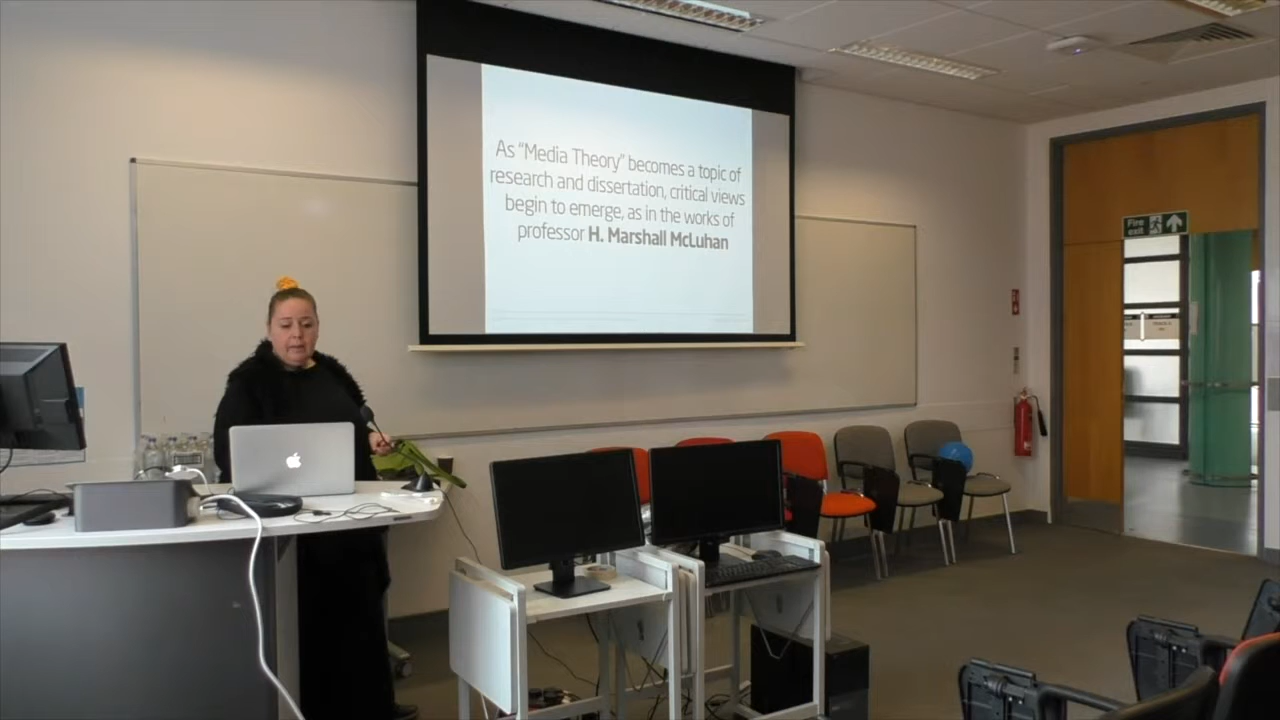 As “Media Theory” becomes a topic of
research and dissertation, critical views
begin to emerge, as in the works of
professor H. Marshall McLuhan
Fire
exit